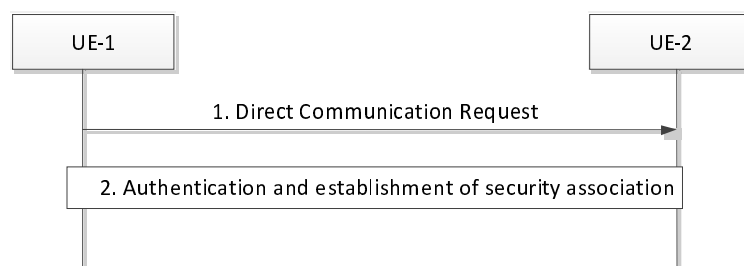 UE-1
UE-2
1. Direct Communication Request
2. Authentication and establishment of security association